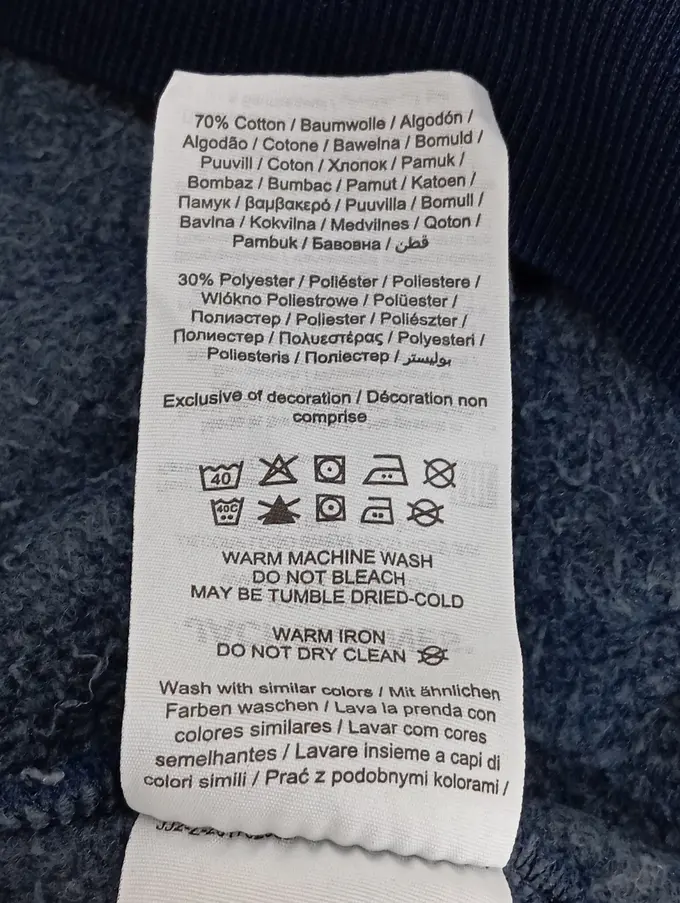 70% Cotton / Baumwolle / Algodón /
Algodão / Cotone / Bawełna / Bomuld /
Puuvill / Coton / Хлопок / Pamuk /
Bombaz / Bumbac / Pamut / Katoen /
Памук / βαμβακερό / Puuvilla / Bomull /
Bavlna / Kokvilna / Medvilnes / Qoton /
Pambuk / Бавовна / قطن
30% Polyester / Poliéster / Poliestere /
Włókno Poliestrowe / Polüester /
Полиэстер / Poliester / Poliészter /
Полиестер / Πολυεστέρας / Polyesteri /
Poliesteris / Поліестер / بوليستر
Exclusive of decoration / Décoration non
comprise
40
40C
WARM MACHINE WASH
DO NOT BLEACH
MAY BE TUMBLE DRIED-COLD
WARM IRON
DO NOT DRY CLEAN
Wash with similar colors / Mit ähnlichen
Farben waschen / Lava la prenda con
colores similares / Lavar com cores
semelhantes / Lavare insieme a capi di
colori simili / Prać z podobnymi kolorami /